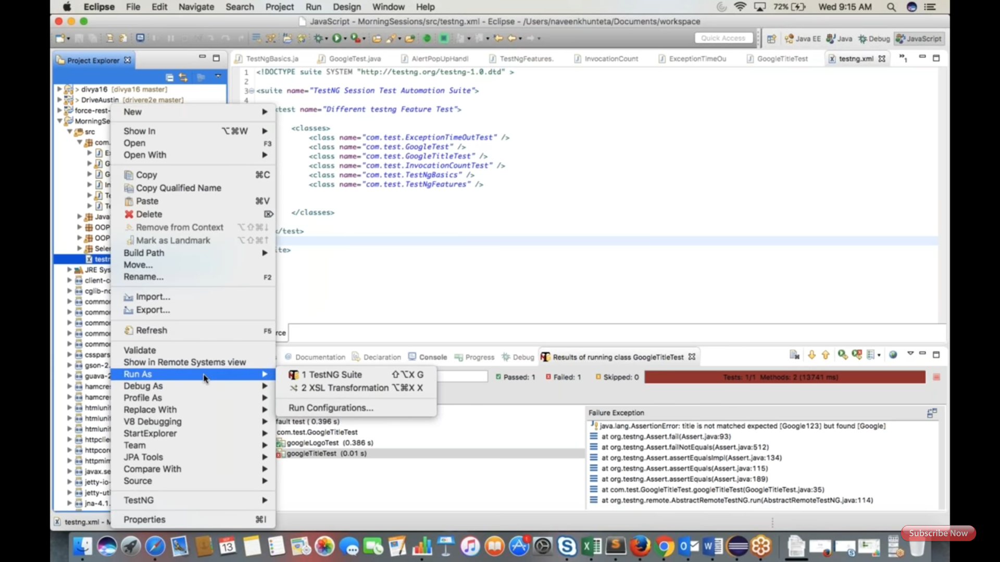 Eclipse File Edit Navigate Search Project Run Design Window Help 72% Wed 9:15 AM
JavaScript - MorningSessions/src/testng.xml - Eclipse - /Users/naveenkhunteta/Documents/workspace
Quick Access Java EE Java Debug JavaScript
Project Explorer
TestNgBasics.ja GoogleTest.java AlertPopUpHandl TestNgFeatures. InvocationCount ExceptionTimeOu GoogleTitleTest testng.xml »1
> divya16 [divya16 master]
> DriveAustin [drivere2e master]
force-rest-
MorningSe
src
com.
E
G
G
In
Te
Te
Java
OOP
OOP
Seler
testn
JRE Sys
client-c
cglib-no
commor
commor
commor
commor
commor
csspars
gson-2.
guava-2
hamcre
hamcre
htmluni
htmluni
htmluni
httpclie
httpcor
httpmim
javax.se
jetty-io-
jetty-uti
jna-4.1.
New
Show In ⌥⌘W
Open F3
Open With
Copy ⌘C
Copy Qualified Name
Paste ⌘V
Delete ⌦
Remove from Context ⌥⇧⌘↓
Mark as Landmark ⌥⇧⌘↑
Build Path
Move...
Rename... F2
Import...
Export...
Refresh F5
Validate
Show in Remote Systems view
Run As
Debug As
Profile As
Replace With
V8 Debugging
StartExplorer
Team
JPA Tools
Compare With
Source
TestNG
Properties ⌘I
1 TestNG Suite ⇧⌥X G
2 XSL Transformation ⌥⌘X X
Run Configurations...
1 <!DOCTYPE suite SYSTEM "http://testng.org/testng-1.0.dtd" >
2
3 <suite name="TestNG Session Test Automation Suite">
4
test name="Different testng Feature Test">
<classes>
<class name="com.test.ExceptionTimeOutTest" />
<class name="com.test.GoogleTest" />
<class name="com.test.GoogleTitleTest" />
<class name="com.test.InvocationCountTest" />
<class name="com.test.TestNgBasics" />
<class name="com.test.TestNgFeatures" />
</classes>
/test>
ite>
rce
Documentation Declaration Console Progress Debug Results of running class GoogleTitleTest
Passed: 1 Failed: 1 Skipped: 0 Tests: 1/1 Methods: 2 (13741 ms)
fault test ( 0.396 s)
com.test.GoogleTitleTest
googleLogoTest (0.386 s)
googleTitleTest (0.01 s)
Failure Exception
java.lang.AssertionError: title is not matched expected [Google123] but found [Google]
at org.testng.Assert.fail(Assert.java:93)
at org.testng.Assert.failNotEquals(Assert.java:512)
at org.testng.Assert.assertEqualsImpl(Assert.java:134)
at org.testng.Assert.assertEquals(Assert.java:115)
at org.testng.Assert.assertEquals(Assert.java:189)
at com.test.GoogleTitleTest.googleTitleTest(GoogleTitleTest.java:35)
at org.testng.remote.AbstractRemoteTestNG.run(AbstractRemoteTestNG.java:114)
testng.xml - M
13
1
Subscribe Now